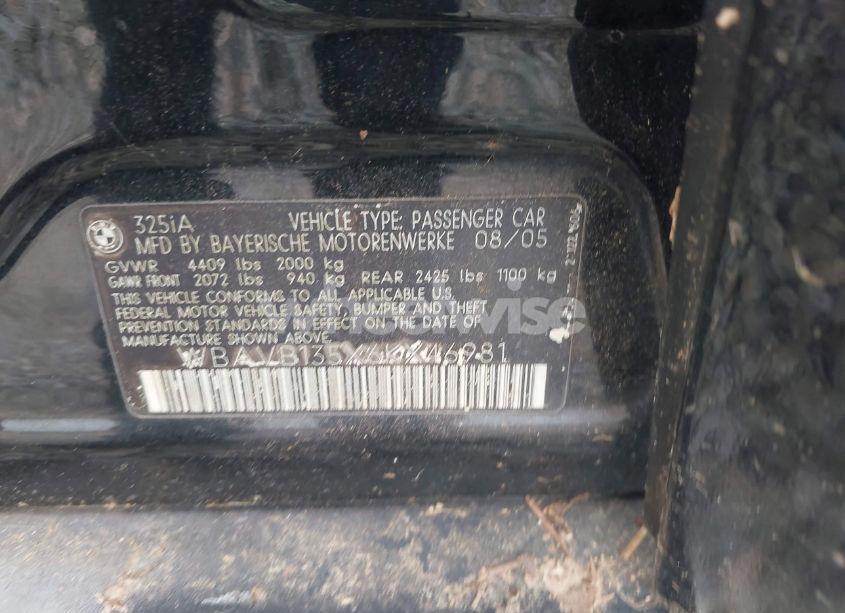 325iA VEHICLE TYPE: PASSENGER CAR
MFD BY BAYERISCHE MOTORENWERKE 08/05
GVWR 4409 lbs 2000 kg
GAWR FRONT 2072 lbs 940 kg REAR 2425 lbs 1100 kg
THIS VEHICLE CONFORMS TO ALL APPLICABLE U.S.
FEDERAL MOTOR VEHICLE SAFETY, BUMPER AND THEFT
PREVENTION STANDARDS IN EFFECT ON THE DATE OF
MANUFACTURE SHOWN ABOVE.